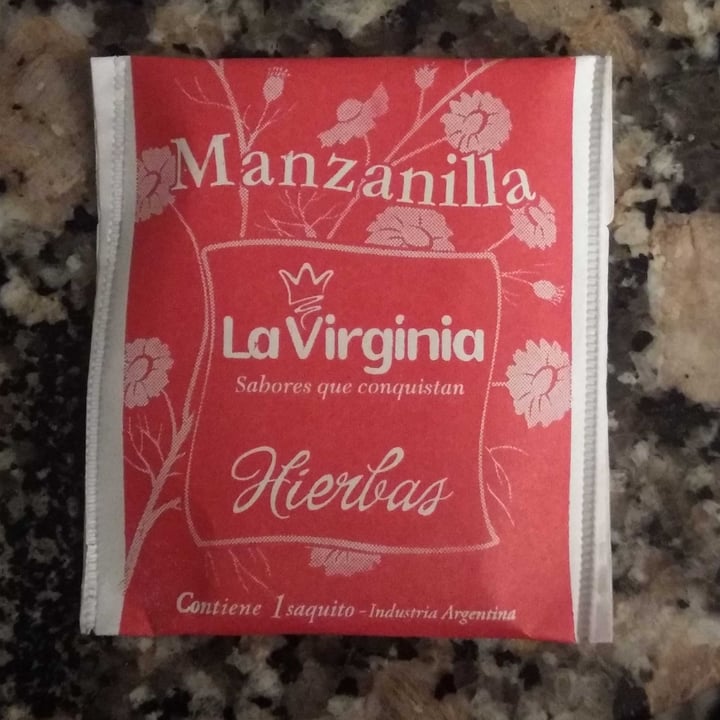 Manzanilla
La Virginia
Sabores que conquistan
Hierbas
Contiene 1 saquito - Industria Argentina